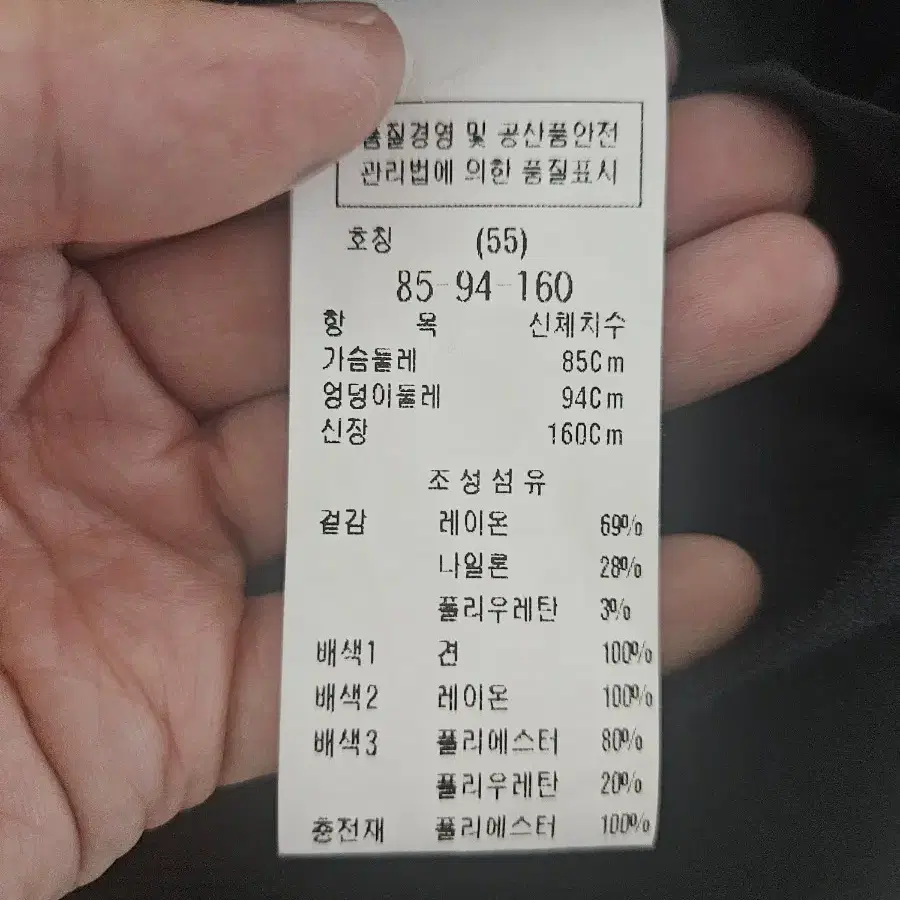 품질경영 및 공산품안전
관리법에 의한 품질표시
호칭 (55)
85-94-160
항 목 신체치수
가슴둘레 85Cm
엉덩이둘레 94Cm
신장 160Cm
조성섬유
겉감 레이온 69%
나일론 28%
폴리우레탄 3%
배색1 견 100%
배색2 레이온 100%
배색3 폴리에스터 80%
폴리우레탄 20%
충전재 폴리에스터 100%